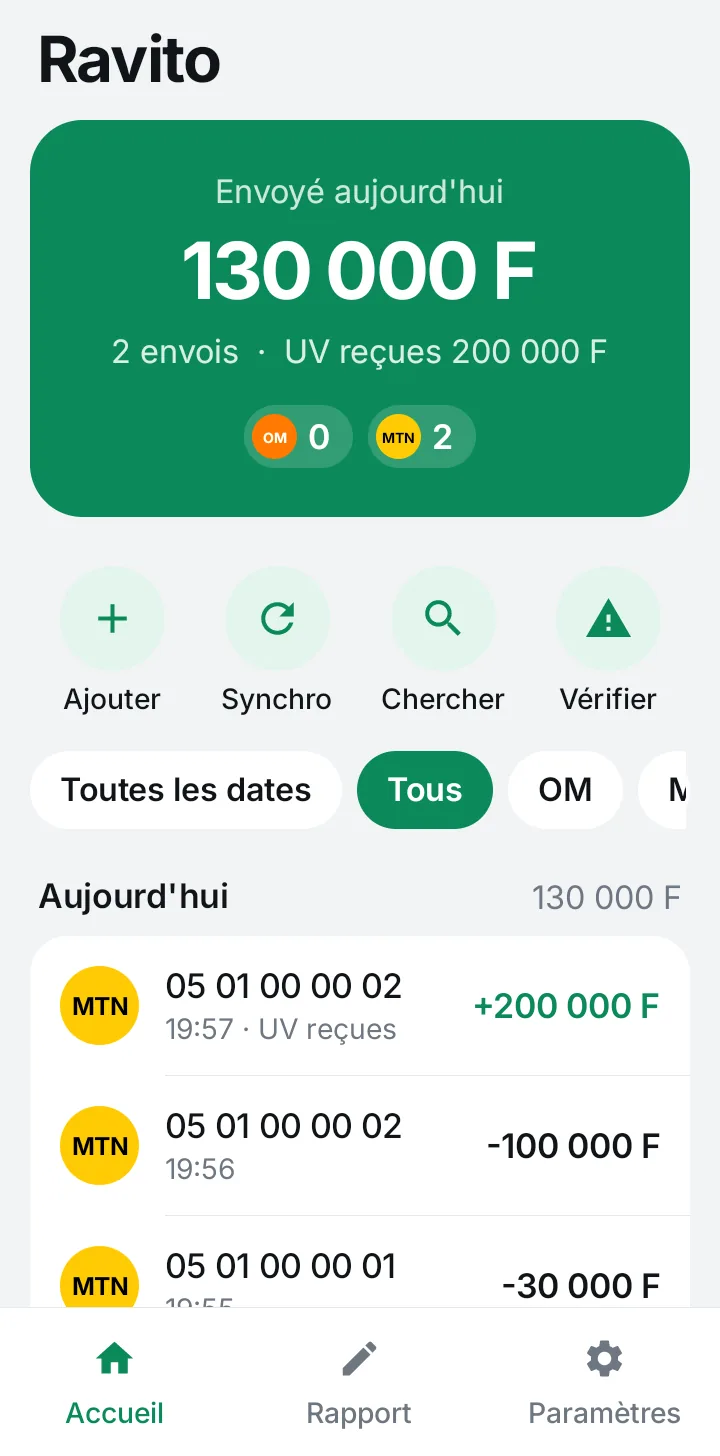 Ravito
Envoyé aujourd'hui
130 000 F
2 envois · UV reçues 200 000 F
OM 0 MTN 2
Ajouter Synchro Chercher Vérifier
Toutes les dates Tous OM
Aujourd'hui 130 000 F
MTN 05 01 00 00 02 +200 000 F
19:57 · UV reçues
MTN 05 01 00 00 02 -100 000 F
19:56
MTN 05 01 00 00 01 -30 000 F
19:55
Accueil Rapport Paramètres